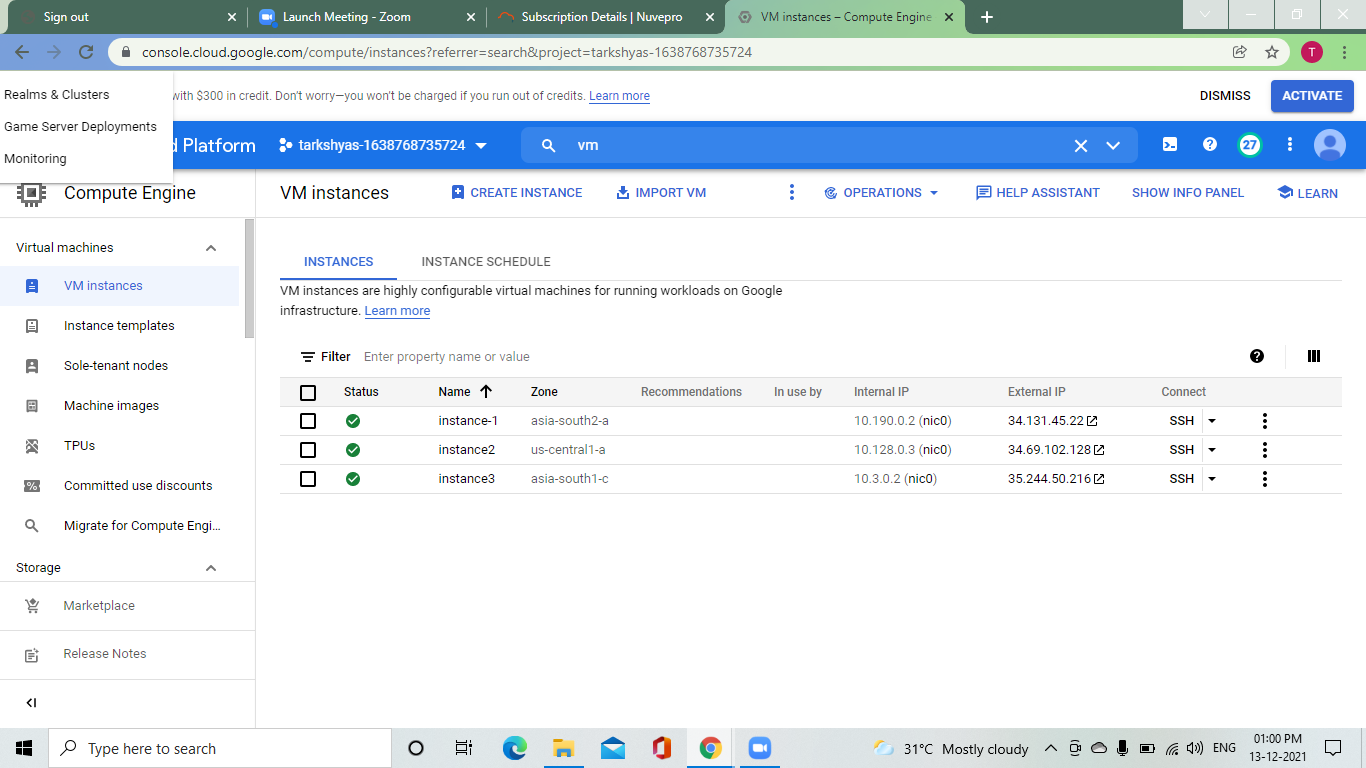 Sign out
Launch Meeting - Zoom
Subscription Details | Nuvepro
VM instances – Compute Engine
console.cloud.google.com/compute/instances?referrer=search&project=tarkshyas-1638768735724
T
Realms & Clusters
Game Server Deployments
Monitoring
with $300 in credit. Don't worry—you won't be charged if you run out of credits. Learn more
DISMISS
ACTIVATE
d Platform
tarkshyas-1638768735724
vm
27
Compute Engine
VM instances
CREATE INSTANCE
IMPORT VM
OPERATIONS
HELP ASSISTANT
SHOW INFO PANEL
LEARN
Virtual machines
VM instances
Instance templates
Sole-tenant nodes
Machine images
TPUs
Committed use discounts
Migrate for Compute Engi...
Storage
Marketplace
Release Notes
INSTANCES
INSTANCE SCHEDULE
VM instances are highly configurable virtual machines for running workloads on Google
infrastructure. Learn more
Filter Enter property name or value
Status Name Zone Recommendations In use by Internal IP External IP Connect
instance-1 asia-south2-a 10.190.0.2 (nic0) 34.131.45.22 SSH
instance2 us-central1-a 10.128.0.3 (nic0) 34.69.102.128 SSH
instance3 asia-south1-c 10.3.0.2 (nic0) 35.244.50.216 SSH
Type here to search
31°C Mostly cloudy
ENG
01:00 PM
13-12-2021